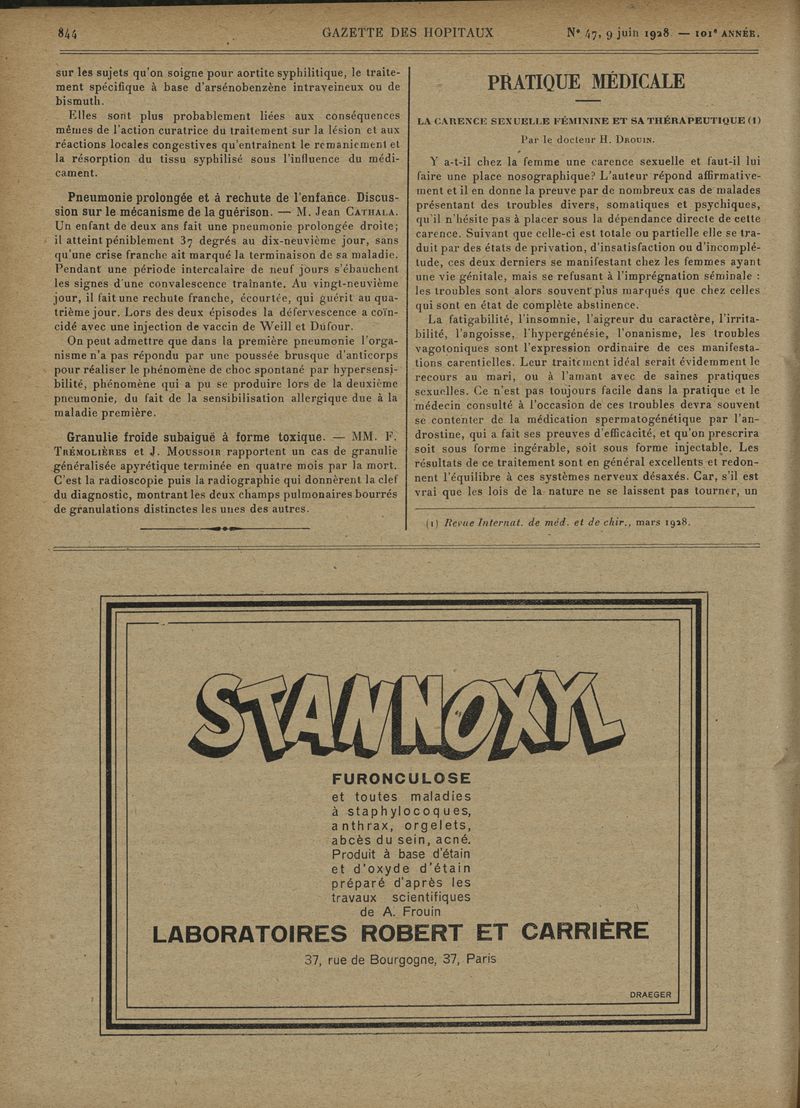 844
GAZETTE DES HOPITAUX
N° 47, 9 juin 1928 — 101e ANNÉE.
sur les sujets qu'on soigne pour aortite syphilitique, le traite-
ment spécifique à base d'arsénobenzène intraveineux ou de
bismuth.
Elles sont plus probablement liées aux conséquences
mêmes de l'action curatrice du traitement sur la lésion et aux
réactions locales congestives qu'entraînent le remaniement et
la résorption du tissu syphilisé sous l'influence du médi-
cament.
Pneumonie prolongée et à rechute de l'enfance. Discus-
sion sur le mécanisme de la guérison. — M. Jean CATHALA.
Un enfant de deux ans fait une pneumonie prolongée droite;
il atteint péniblement 37 degrés au dix-neuvième jour, sans
qu'une crise franche ait marqué la terminaison de sa maladie.
Pendant une période intercalaire de neuf jours s'ébauchent
les signes d'une convalescence traînante. Au vingt-neuvième
jour, il fait une rechute franche, écourtée, qui guérit au qua-
trième jour. Lors des deux épisodes la défervescence a coïn-
cidé avec une injection de vaccin de Weill et Dufour.
On peut admettre que dans la première pneumonie l'orga-
nisme n'a pas répondu par une poussée brusque d'anticorps
pour réaliser le phénomène de choc spontané par hypersensi-
bilité, phénomène qui a pu se produire lors de la deuxième
pneumonie, du fait de la sensibilisation allergique due à la
maladie première.
Granulie froide subaiguë à forme toxique. — MM. F.
TRÉMOLIÈRES et J. MOUSSOIR rapportent un cas de granulie
généralisée apyrétique terminée en quatre mois par la mort.
C'est la radioscopie puis la radiographie qui donnèrent la clef
du diagnostic, montrant les deux champs pulmonaires bourrés
de granulations distinctes les unes des autres.
PRATIQUE MÉDICALE
LA CARENCE SEXUELLE FÉMININE ET SA THÉRAPEUTIQUE (1)
Par le docteur H. DROUIN.
Y a-t-il chez la femme une carence sexuelle et faut-il lui
faire une place nosographique? L'auteur répond affirmative-
ment et il en donne la preuve par de nombreux cas de malades
présentant des troubles divers, somatiques et psychiques,
qu'il n'hésite pas à placer sous la dépendance directe de cette
carence. Suivant que celle-ci est totale ou partielle elle se tra-
duit par des états de privation, d'insatisfaction ou d'incomplé-
tude, ces deux derniers se manifestant chez les femmes ayant
une vie génitale, mais se refusant à l'imprégnation séminale :
les troubles sont alors souvent plus marqués que chez celles
qui sont en état de complète abstinence.
La fatigabilité, l'insomnie, l'aigreur du caractère, l'irrita-
bilité, l'angoisse, l'hypergénésie, l'onanisme, les troubles
vagotoniques sont l'expression ordinaire de ces manifesta-
tions carentielles. Leur traitement idéal serait évidemment le
recours au mari, ou à l'amant avec de saines pratiques
sexuelles. Ce n'est pas toujours facile dans la pratique et le
médecin consulté à l'occasion de ces troubles devra souvent
se contenter de la médication spermatogénétique par l'an-
drostine, qui a fait ses preuves d'efficacité, et qu'on prescrira
soit sous forme ingérable, soit sous forme injectable. Les
résultats de ce traitement sont en général excellents et redon-
nent l'équilibre à ces systèmes nerveux désaxés. Car, s'il est
vrai que les lois de la nature ne se laissent pas tourner, un
(1) Revue Internat. de méd. et de chir., mars 1928.
STANNOXYL
FURONCULOSE
et toutes maladies
à staphylocoques,
anthrax, orgelets,
abcès du sein, acné.
Produit à base d'étain
et d'oxyde d'étain
préparé d'après les
travaux scientifiques
de A. Frouin
LABORATOIRES ROBERT ET CARRIÈRE
37, rue de Bourgogne, 37, Paris
DRAEGER